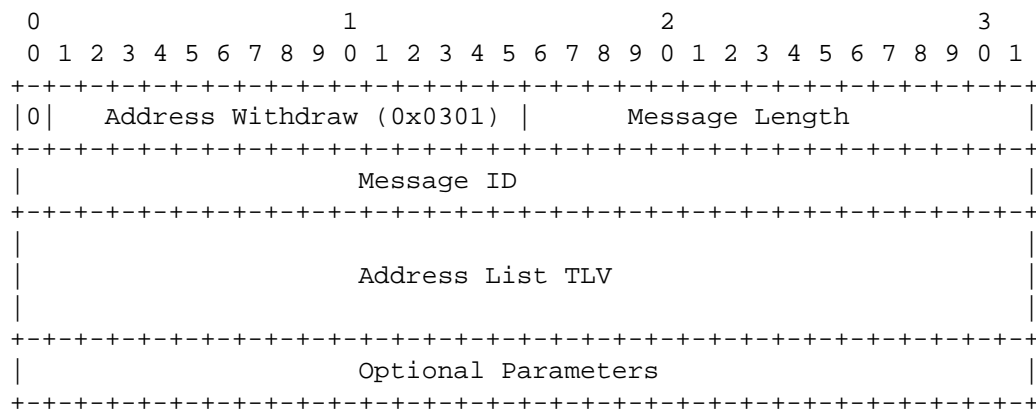 0                   1                   2                   3
 0 1 2 3 4 5 6 7 8 9 0 1 2 3 4 5 6 7 8 9 0 1 2 3 4 5 6 7 8 9 0 1
+-+-+-+-+-+-+-+-+-+-+-+-+-+-+-+-+-+-+-+-+-+-+-+-+-+-+-+-+-+-+-+-+
|0|   Address Withdraw (0x0301) |      Message Length           |
+-+-+-+-+-+-+-+-+-+-+-+-+-+-+-+-+-+-+-+-+-+-+-+-+-+-+-+-+-+-+-+-+
|                     Message ID                                |
+-+-+-+-+-+-+-+-+-+-+-+-+-+-+-+-+-+-+-+-+-+-+-+-+-+-+-+-+-+-+-+-+
|                                                               |
|                     Address List TLV                          |
|                                                               |
+-+-+-+-+-+-+-+-+-+-+-+-+-+-+-+-+-+-+-+-+-+-+-+-+-+-+-+-+-+-+-+-+
|                     Optional Parameters                       |
+-+-+-+-+-+-+-+-+-+-+-+-+-+-+-+-+-+-+-+-+-+-+-+-+-+-+-+-+-+-+-+-+